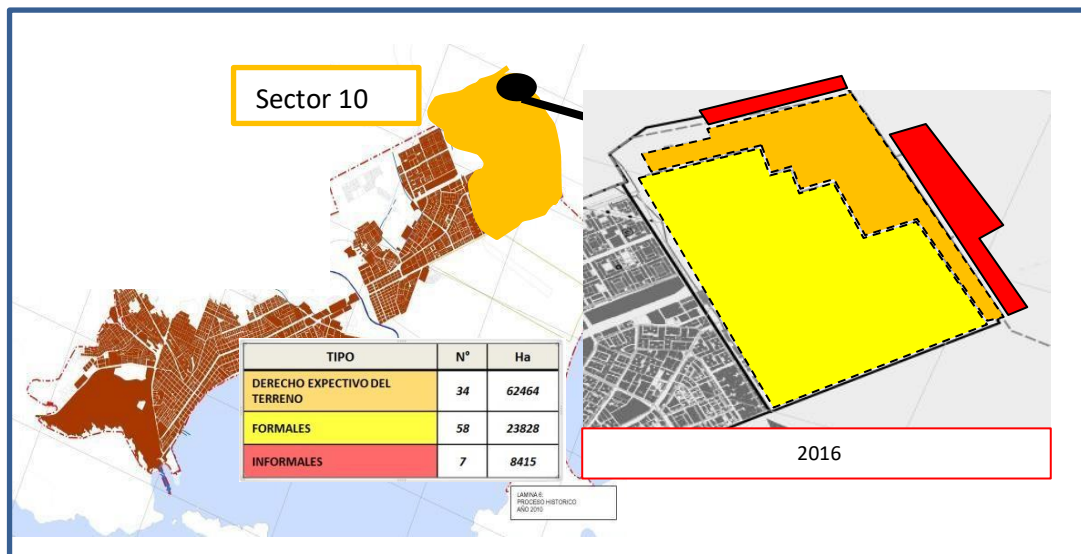 Sector 10
TIPO N° Ha
DERECHO EXPECTIVO DEL
TERRENO 34 62464
FORMALES 58 23828
INFORMALES 7 8415
LAMINA 6:
PROCESO HISTORICO
AÑO 2010
2016